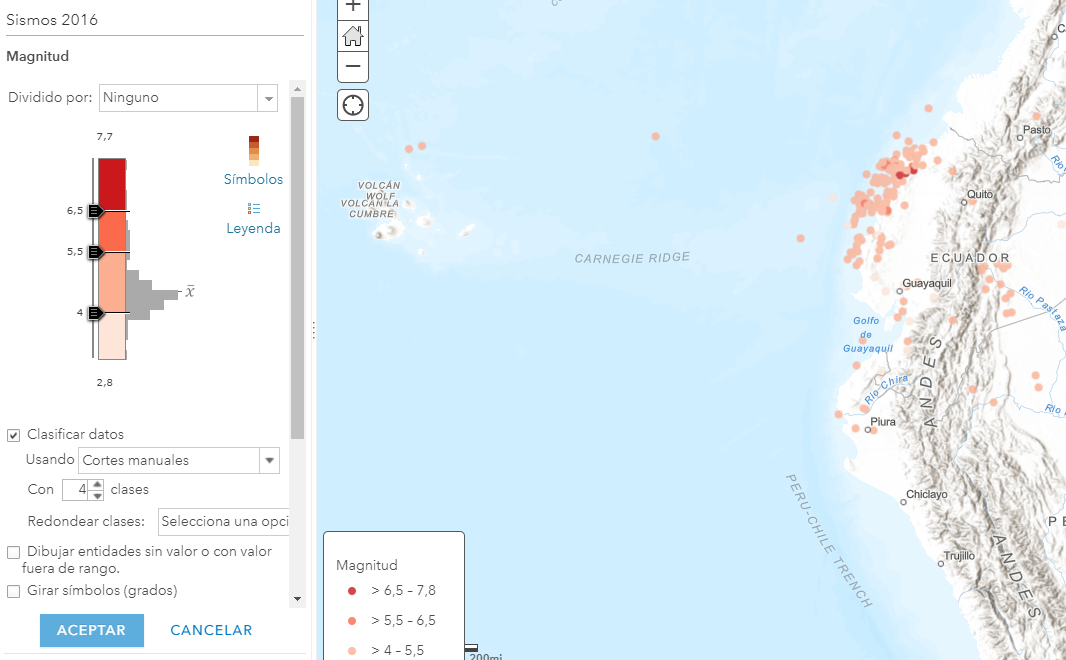 Sismos 2016
Magnitud
Dividido por: Ninguno
7,7
6,5
5,5
4
2,8
x̄
Símbolos
Leyenda
Clasificar datos
Usando Cortes manuales
Con 4 clases
Redondear clases: Selecciona una opci
Dibujar entidades sin valor o con valor
fuera de rango.
Girar símbolos (grados)
ACEPTAR CANCELAR
VOLCÁN
WOLF
VOLCÁN LA
CUMBRE
CARNEGIE RIDGE
Pasto
Quito
ECUADOR
Guayaquil
Río Pastaza
Golfo
de
Guayaquil
Río Chira
ANDES
Piura
PERU-CHILE TRENCH
Chiclayo
Trujillo
ANDES
Magnitud
> 6,5 – 7,8
> 5,5 – 6,5
> 4 – 5,5
200mi